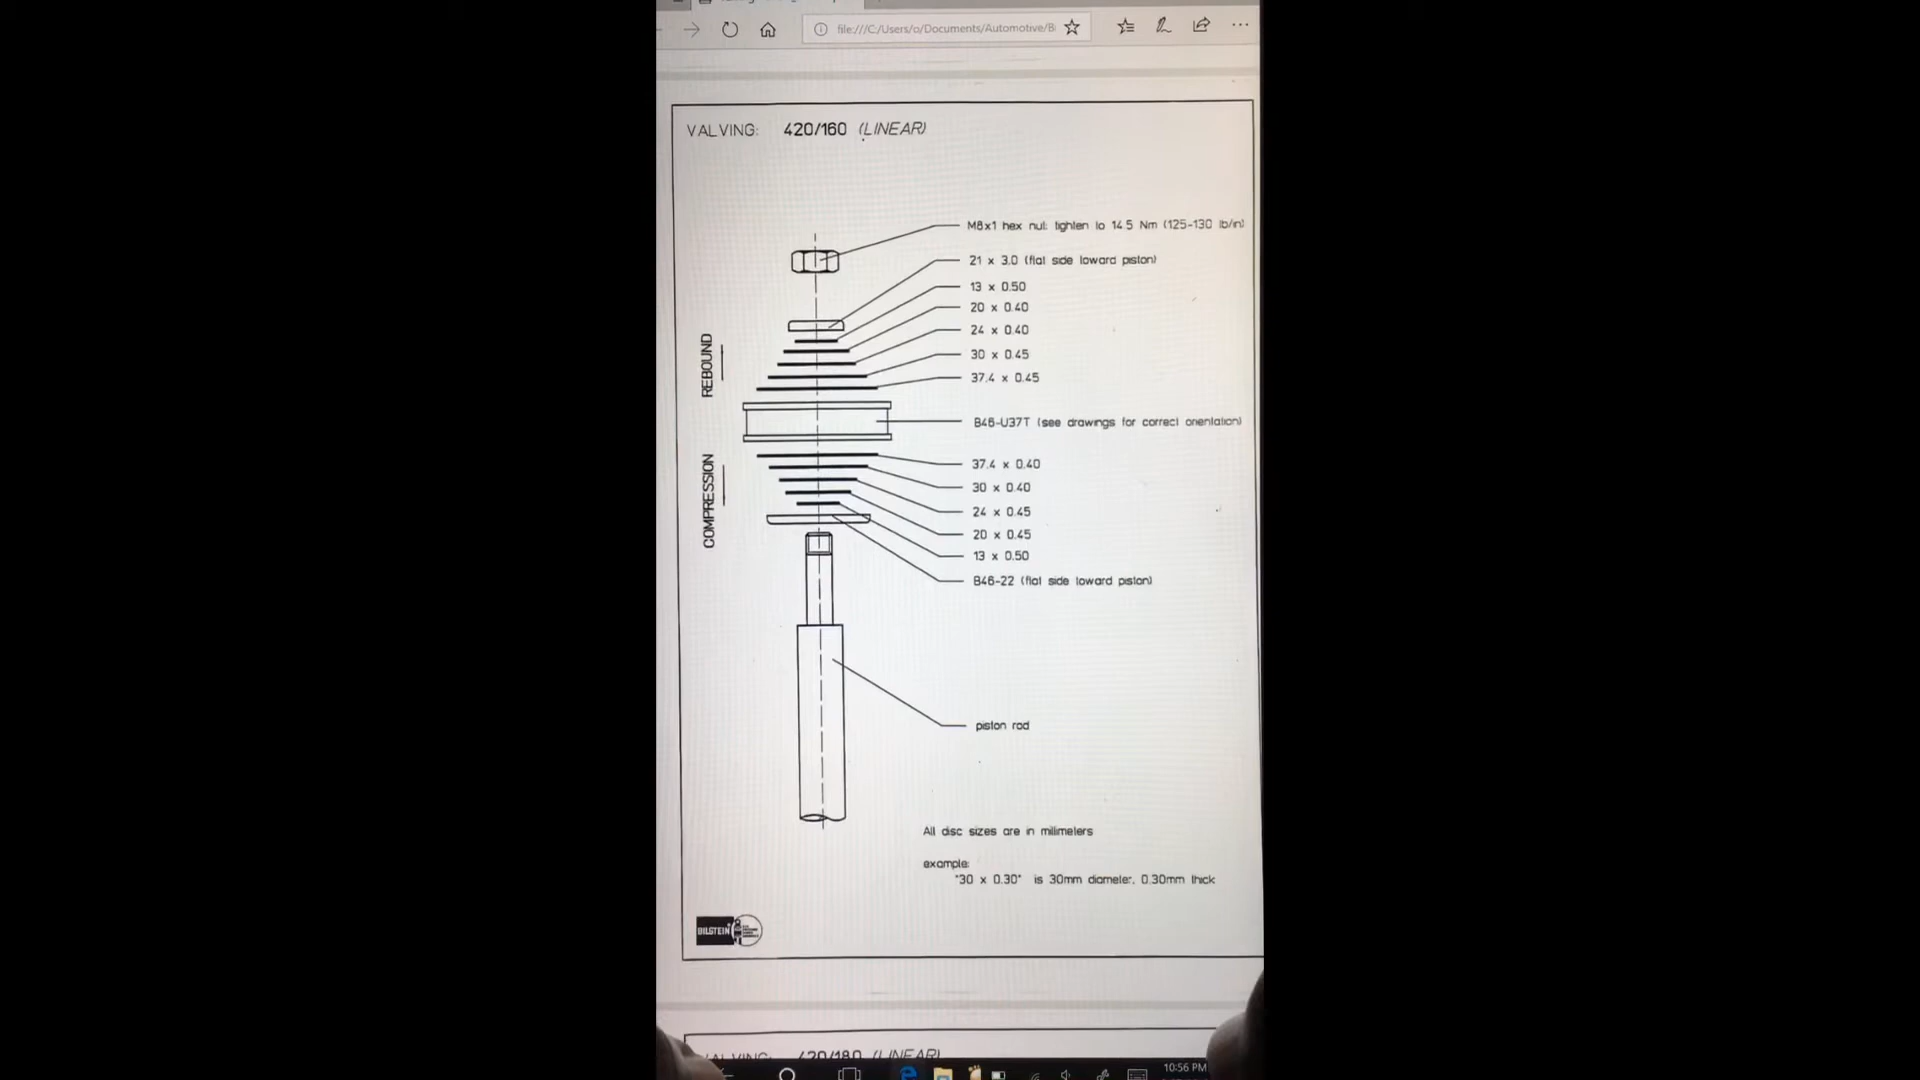 file:///C:/Users/o/Documents/Automotive/B
VALVING: 420/160 (LINEAR)
M8x1 hex nut: tighten to 14.5 Nm (125-130 lb/in)
21 x 3.0 (flat side toward piston)
13 x 0.50
20 x 0.40
24 x 0.40
30 x 0.45
37.4 x 0.45
REBOUND
B46-U37T (see drawings for correct orientation)
COMPRESSION
37.4 x 0.40
30 x 0.40
24 x 0.45
20 x 0.45
13 x 0.50
B46-22 (flat side toward piston)
piston rod
All disc sizes are in milimeters
example:
"30 x 0.30" is 30mm diameter, 0.30mm thick
BILSTEIN
VALVING: 420/180 (LINEAR)
10:56 PM